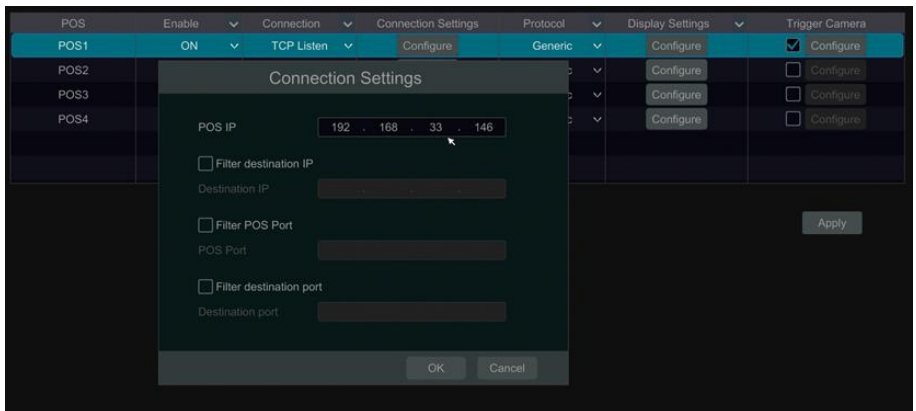 POS Enable Connection Connection Settings Protocol Display Settings Trigger Camera
POS1 ON TCP Listen Configure Generic Configure Configure
POS2 Configure Configure
POS3 Configure Configure
POS4 Configure Configure
Connection Settings
POS IP 192 . 168 . 33 . 146
Filter destination IP
Destination IP
Filter POS Port
POS Port
Filter destination port
Destination port
Apply
OK Cancel